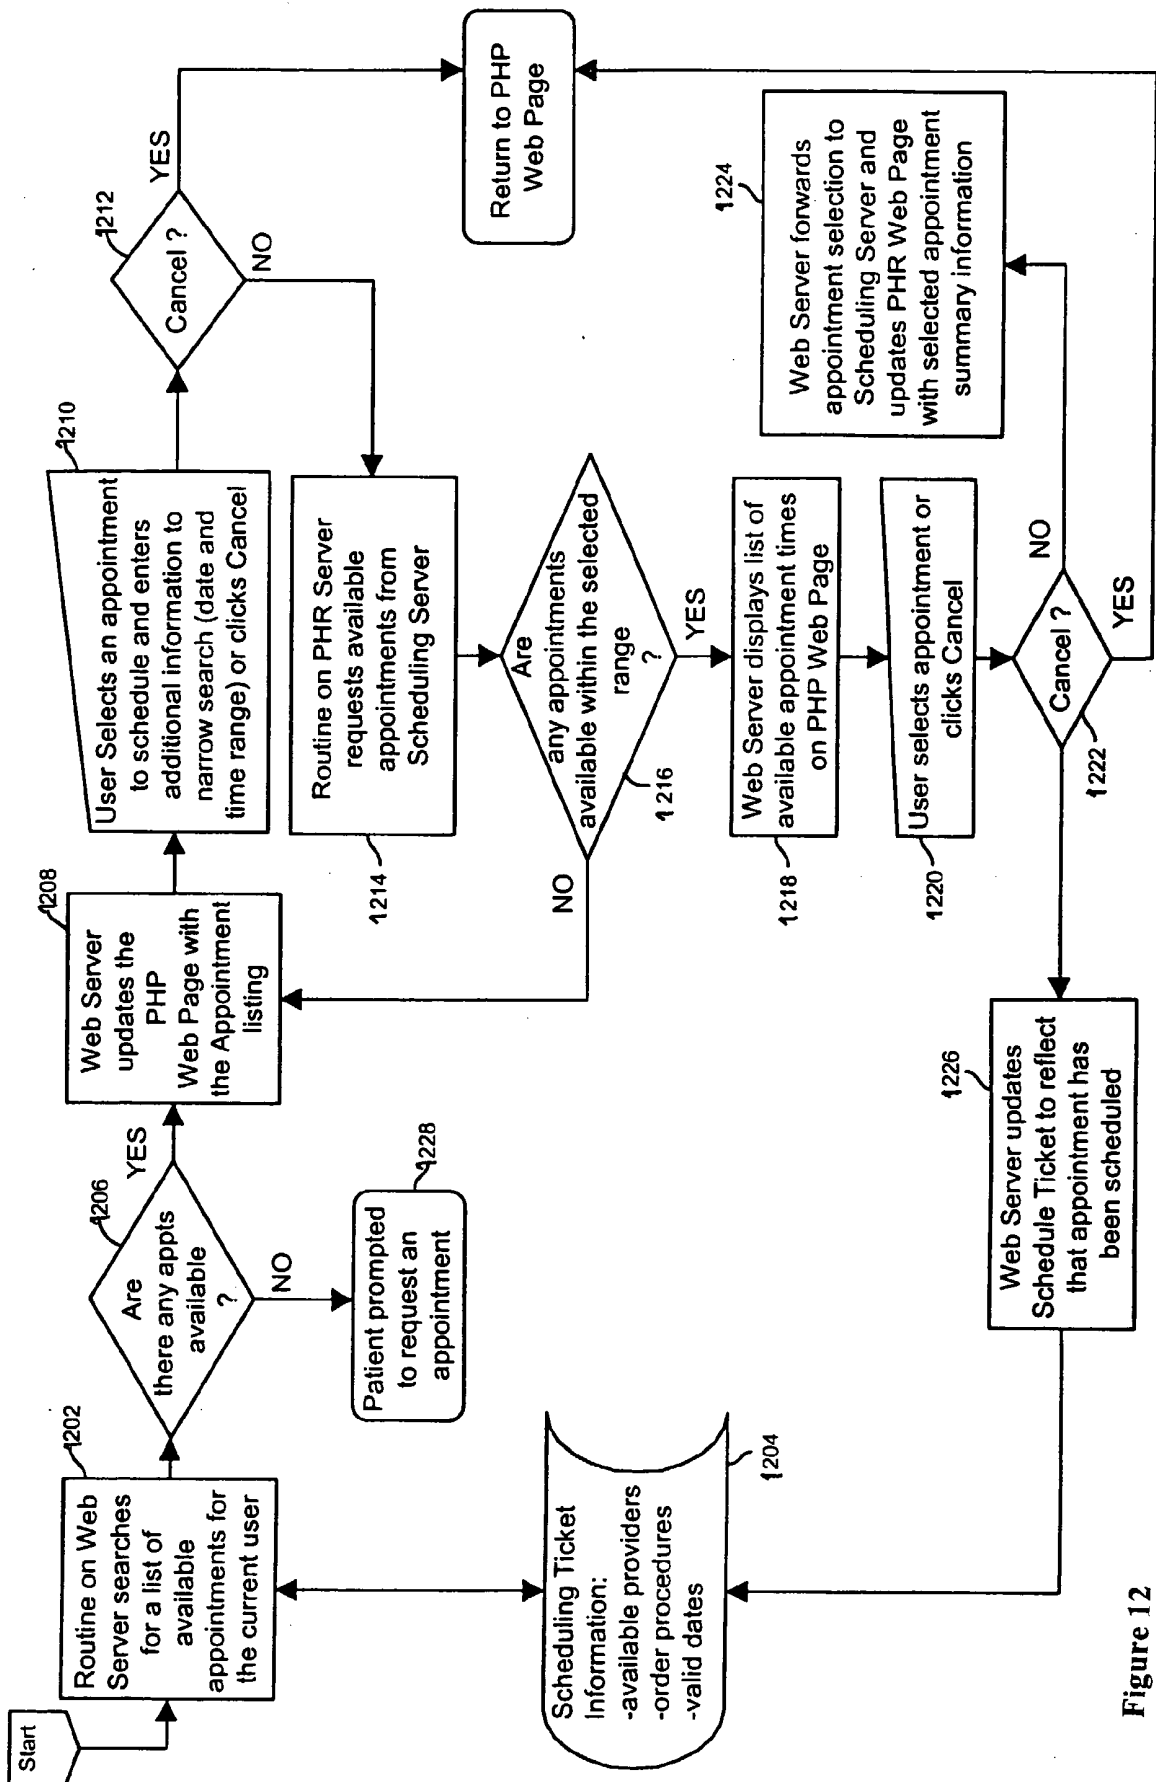 Start
1202
Routine on Web
Server searches
for a list of
available
appointments for
the current user
1206
Are
there any appts
available
?
YES
NO
1228
Patient prompted
to request an
appointment
1204
Scheduling Ticket
Information:
-available providers
-order procedures
-valid dates
1208
Web Server
updates the
PHP
Web Page with
the Appointment
listing
1210
User Selects an appointment
to schedule and enters
additional information to
narrow search (date and
time range) or clicks Cancel
1212
Cancel ?
YES
NO
Return to PHP
Web Page
1214
Routine on PHR Server
requests available
appointments from
Scheduling Server
1216
Are
any appointments
available within the selected
range
?
NO
YES
1218
Web Server displays list of
available appointment times
on PHP Web Page
1220
User selects appointment or
clicks Cancel
1222
Cancel ?
NO
YES
1224
Web Server forwards
appointment selection to
Scheduling Server and
updates PHR Web Page
with selected appointment
summary information
1226
Web Server updates
Schedule Ticket to reflect
that appointment has
been scheduled
Figure 12